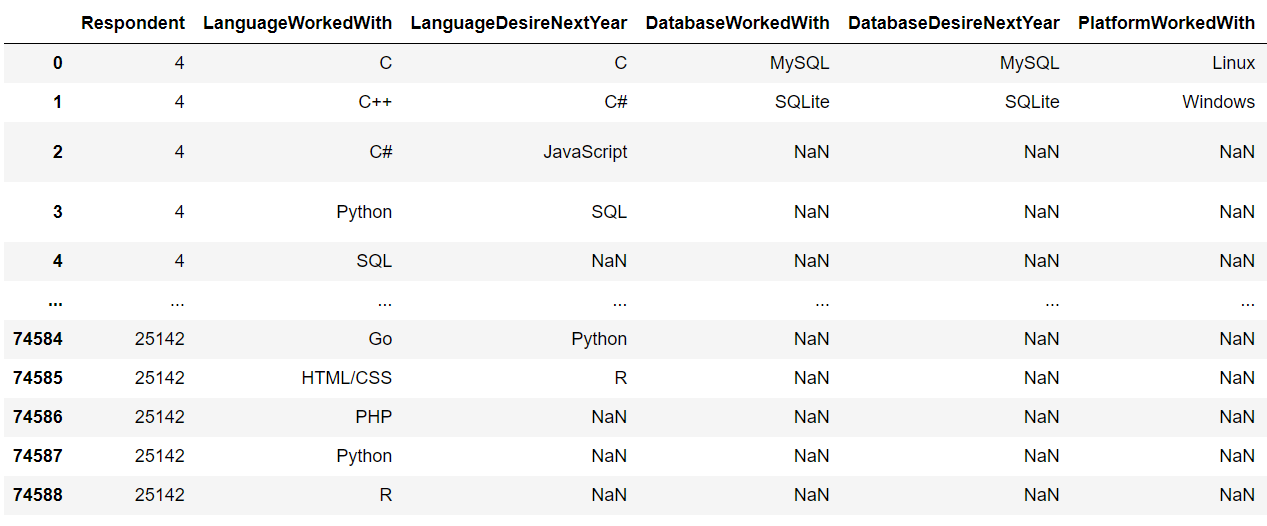 Respondent LanguageWorkedWith LanguageDesireNextYear DatabaseWorkedWith DatabaseDesireNextYear PlatformWorkedWith
0 4 C C MySQL MySQL Linux
1 4 C++ C# SQLite SQLite Windows
2 4 C# JavaScript NaN NaN NaN
3 4 Python SQL NaN NaN NaN
4 4 SQL NaN NaN NaN NaN
... ... ... ... ... ... ...
74584 25142 Go Python NaN NaN NaN
74585 25142 HTML/CSS R NaN NaN NaN
74586 25142 PHP NaN NaN NaN NaN
74587 25142 Python NaN NaN NaN NaN
74588 25142 R NaN NaN NaN NaN